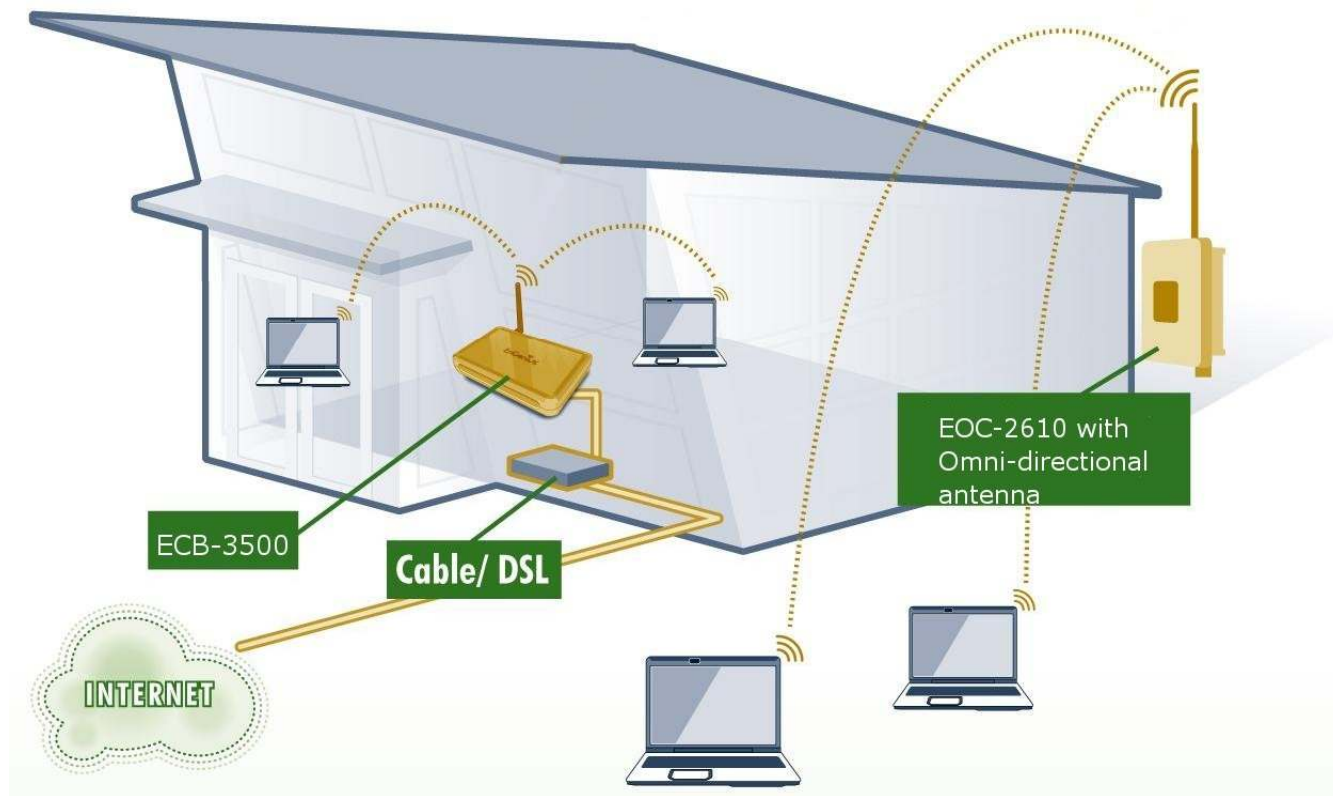 EOC-2610 with
Omni-directional
antenna
ECB-3500
Cable/ DSL
INTERNET